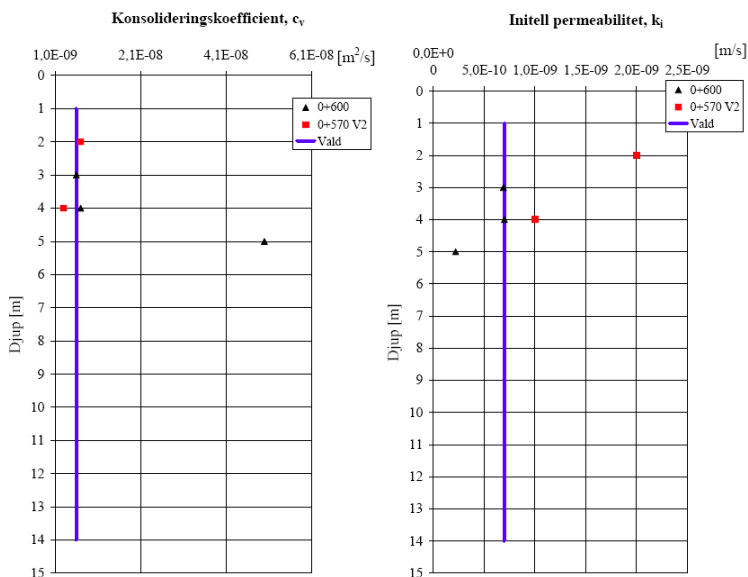 Konsolideringskoefficient, cv
1,0E-09 2,1E-08 4,1E-08 6,1E-08 [m²/s]
0
1
2
3
4
5
6
7
8
9
10
11
12
13
14
15
Djup [m]
0+600
0+570 V2
Vald
Initell permeabilitet, ki
[m/s]
0,0E+0
0 5,0E-10 1,0E-09 1,5E-09 2,0E-09 2,5E-09
0
1
2
3
4
5
6
7
8
9
10
11
12
13
14
15
Djup [m]
0+600
0+570 V2
Vald